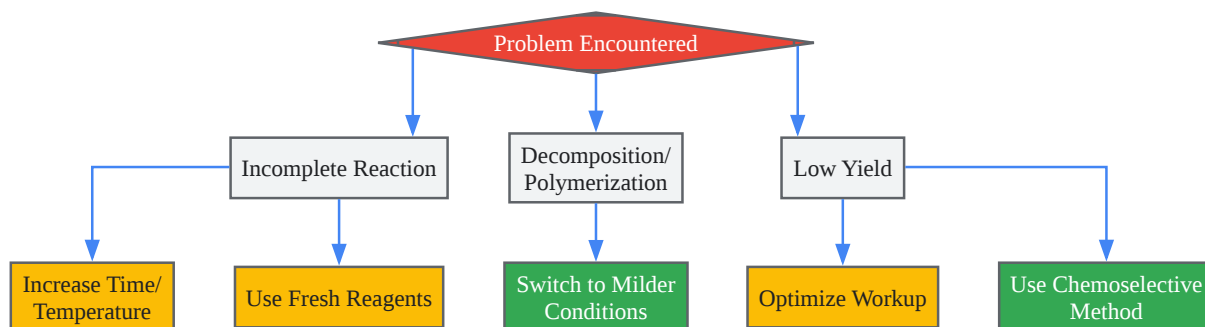 Problem Encountered
Incomplete Reaction
Decomposition/
Polymerization
Low Yield
Increase Time/
Temperature
Use Fresh Reagents
Switch to Milder
Conditions
Optimize Workup
Use Chemoselective
Method